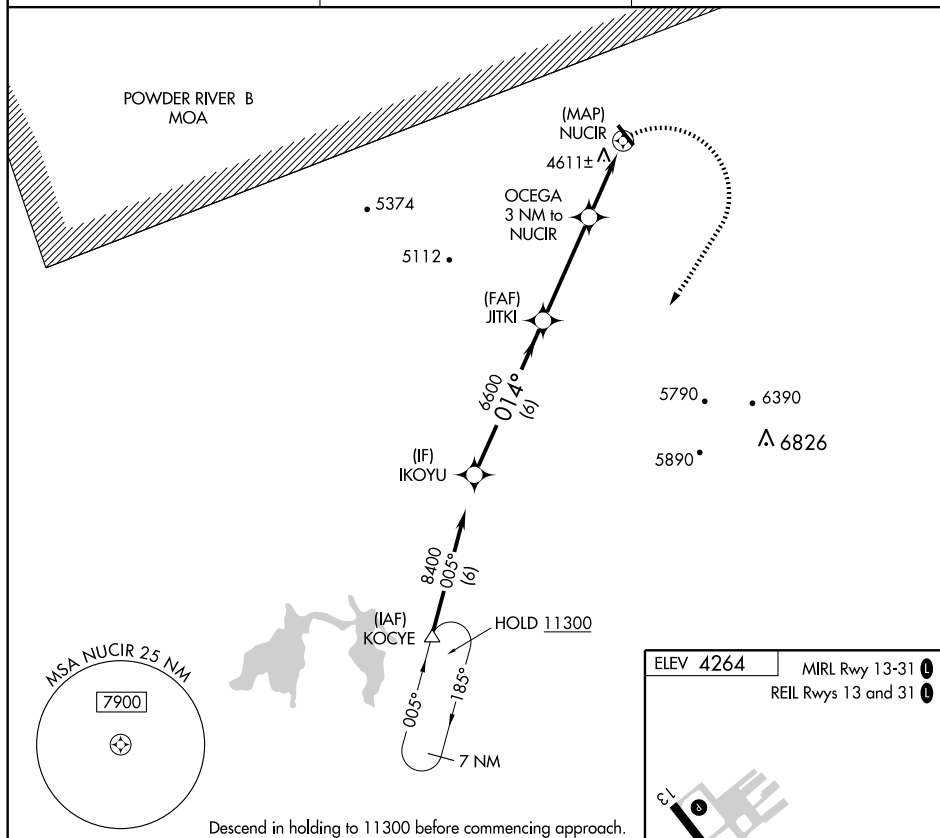 POWDER RIVER B
MOA
(MAP)
NUCIR
4611±
OCEGA
3 NM to
NUCIR
5374
5112
(FAF)
JITKI
6600
014°
(6)
5790
6390
6826
5890
(IF)
IKOYU
8400
005°
(6)
(IAF)
KOCYE
HOLD 11300
005°
185°
7 NM
MSA NUCIR 25 NM
7900
Descend in holding to 11300 before commencing approach.
ELEV 4264
MIRL Rwy 13-31 L
REIL Rwys 13 and 31 L
13
P